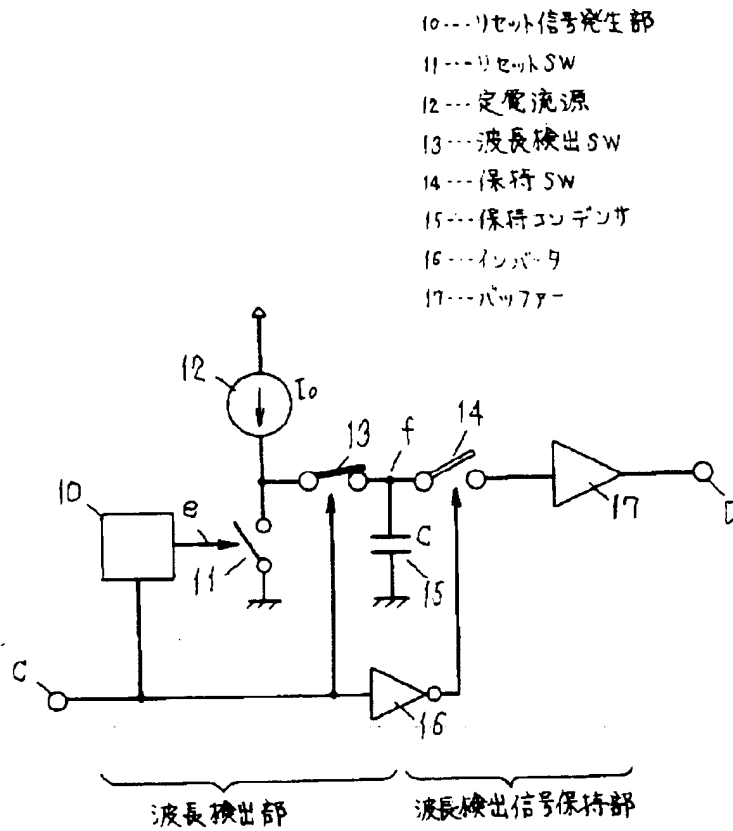 10---リセット信号発生部
11---リセットSW
12---定電流源
13---波長検出SW
14---保持SW
15---保持コンデンサ
16---インバータ
17---バッファー
12
Io
13
f
14
10
e
11
C
15
17
D
C
16
波長検出部
波長検出信号保持部